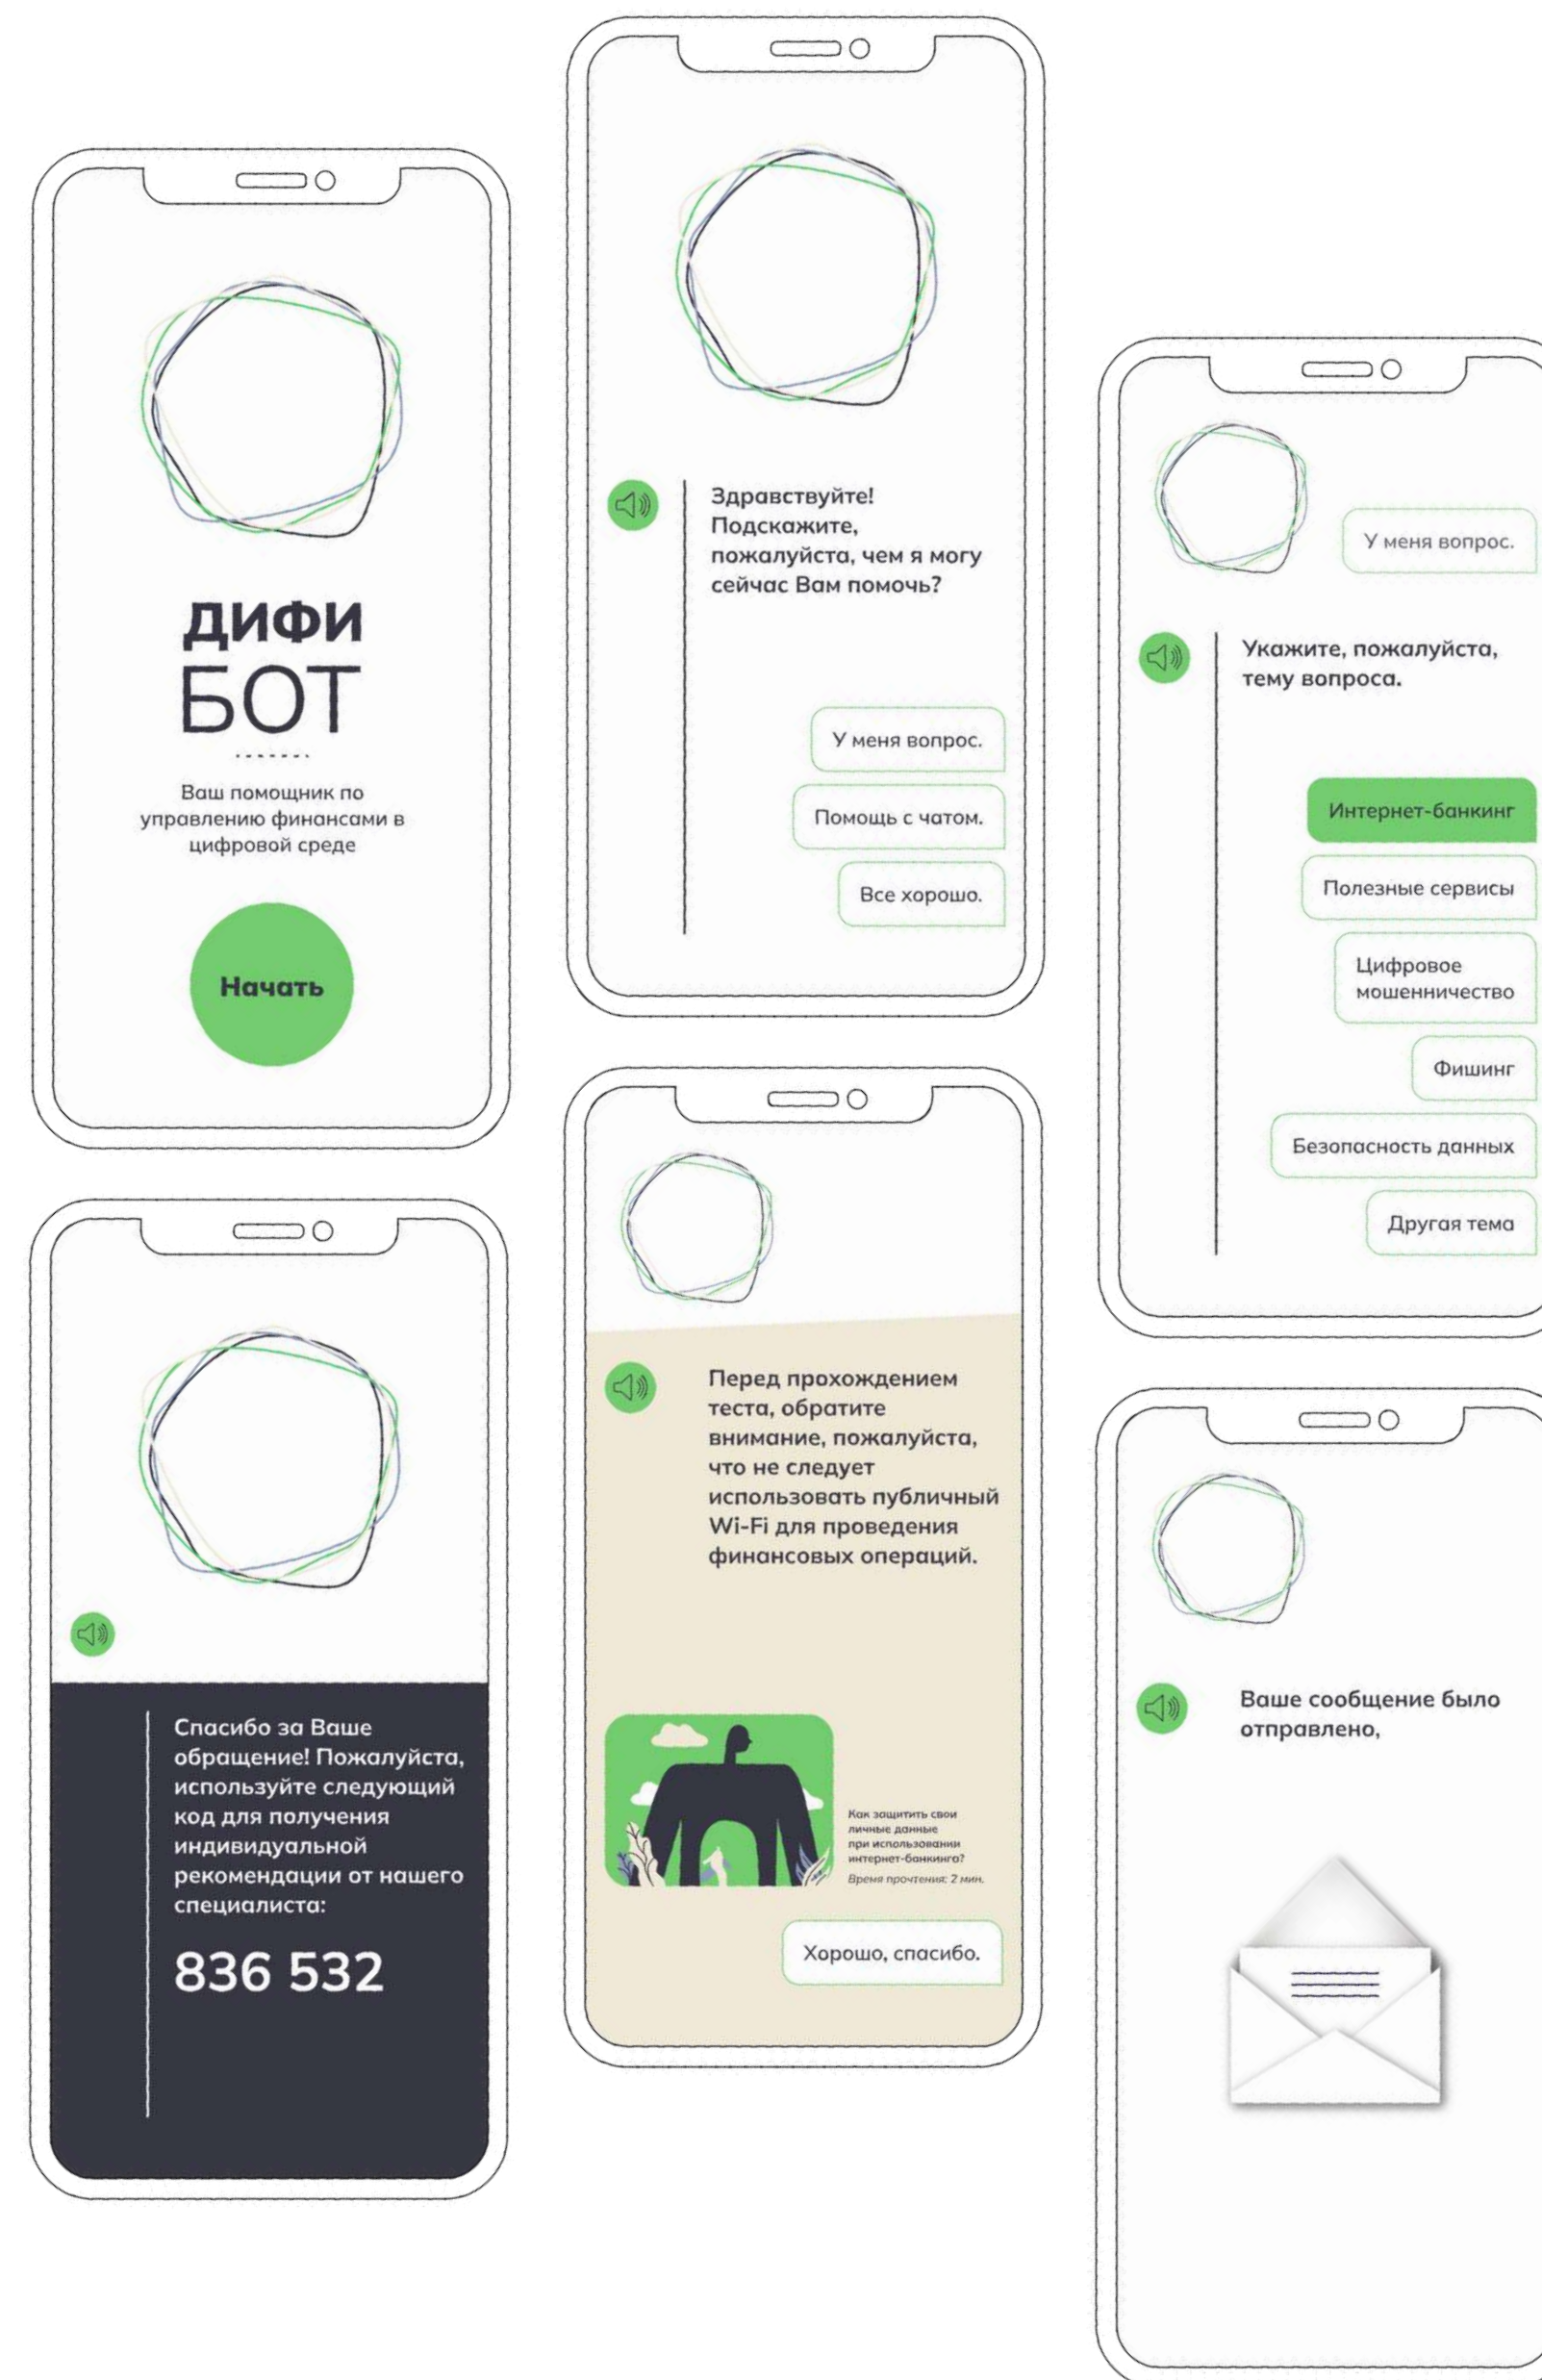 ДИФИ
БОТ
Ваш помощник по
управлению финансами в
цифровой среде
Начать
Здравствуйте!
Подскажите,
пожалуйста, чем я могу
сейчас Вам помочь?
У меня вопрос.
Помощь с чатом.
Все хорошо.
У меня вопрос.
Укажите, пожалуйста,
тему вопроса.
Интернет-банкинг
Полезные сервисы
Цифровое
мошенничество
Фишинг
Безопасность данных
Другая тема
Спасибо за Ваше
обращение! Пожалуйста,
используйте следующий
код для получения
индивидуальной
рекомендации от нашего
специалиста:
836 532
Перед прохождением
теста, обратите
внимание, пожалуйста,
что не следует
использовать публичный
Wi-Fi для проведения
финансовых операций.
Как защитить свои
личные данные
при использовании
интернет-банкинго?
Время прочтения: 2 мин.
Хорошо, спасибо.
Ваше сообщение было
отправлено,